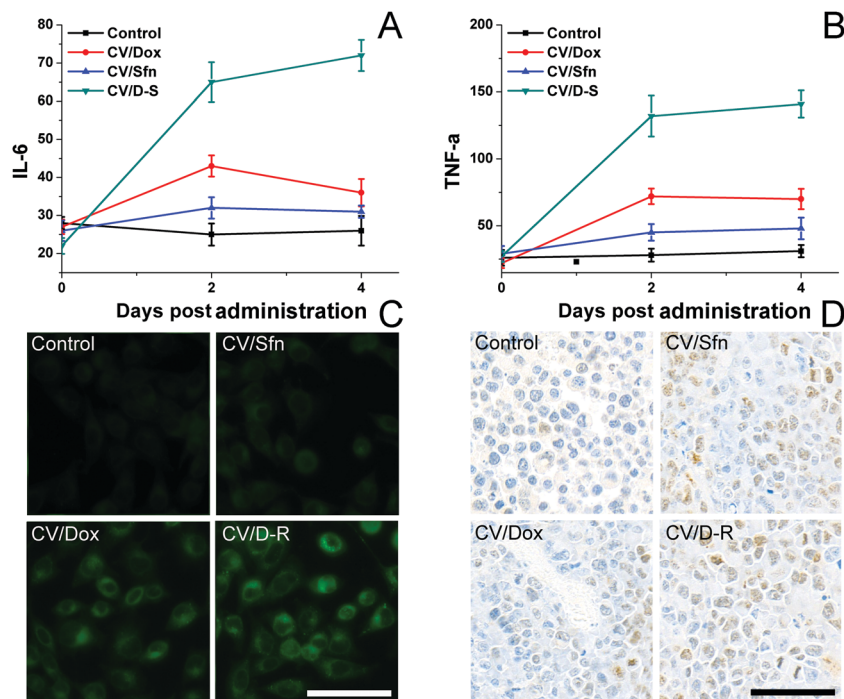 A
Control
CV/Dox
CV/Sfn
CV/D-S
IL-6
80
70
60
50
40
30
20
0
2
4
Days post administration
B
Control
CV/Dox
CV/Sfn
CV/D-S
TNF-a
200
150
100
50
0
2
4
Days post administration
C
Control
CV/Sfn
CV/Dox
CV/D-R
D
Control
CV/Sfn
CV/Dox
CV/D-R